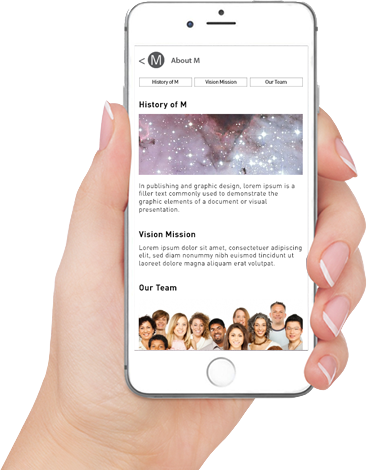 < M About M
History of M Vision Mission Our Team
History of M
In publishing and graphic design, lorem ipsum is a
filler text commonly used to demonstrate the
graphic elements of a document or visual
presentation.
Vision Mission
Lorem ipsum dolor sit amet, consectetuer adipiscing
elit, sed diam nonummy nibh euismod tincidunt ut
laoreet dolore magna aliquam erat volutpat.
Our Team